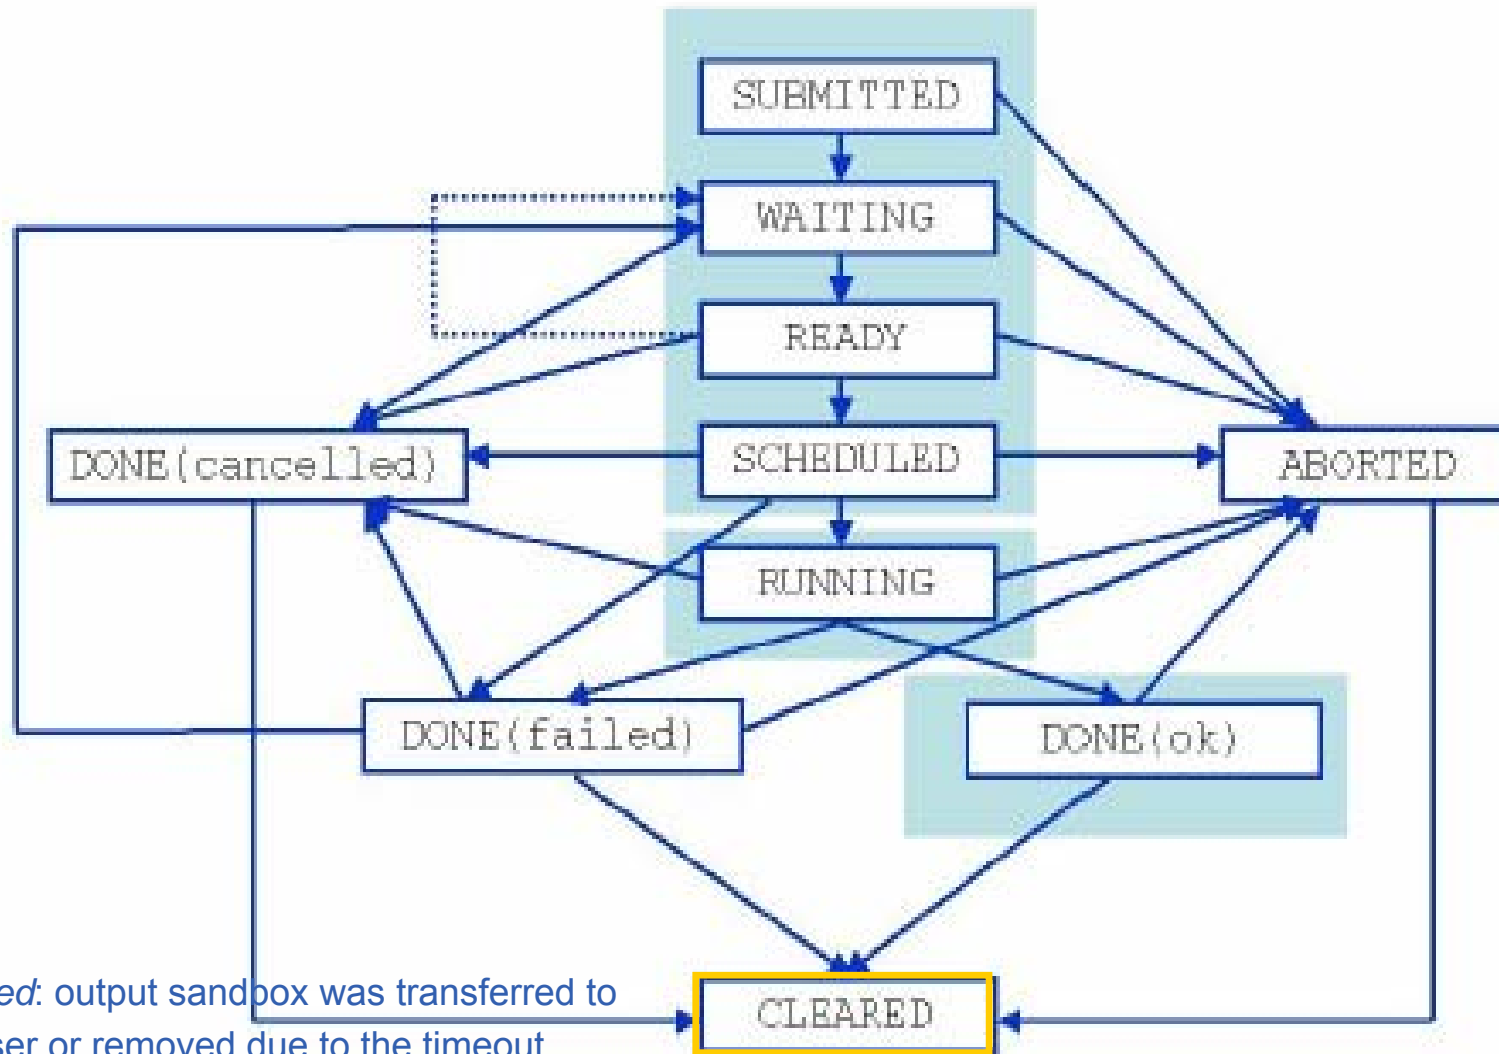 SUBMITTED
WAITING
READY
DONE(cancelled)
SCHEDULED
ABORTED
RUNNING
DONE(failed)
DONE(ok)
ed: output sandbox was transferred to
ser or removed due to the timeout
CLEARED